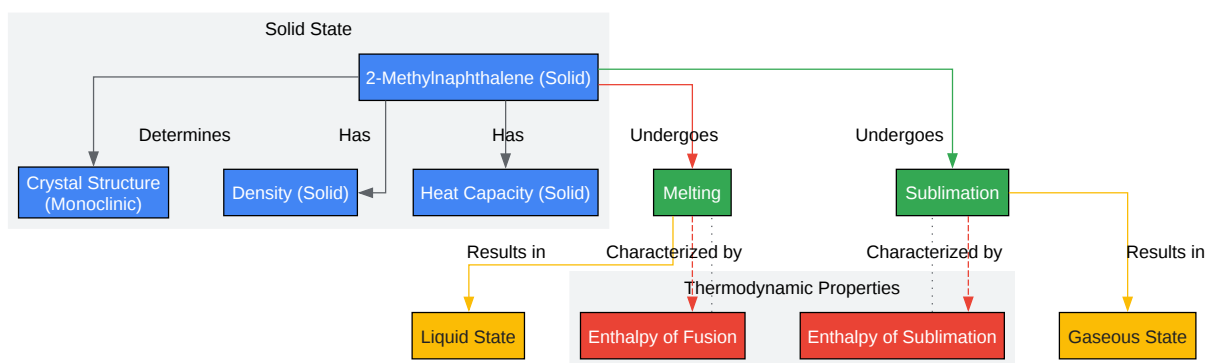 Solid State
2-Methylnaphthalene (Solid)
Determines
Has
Has
Undergoes
Undergoes
Crystal Structure
(Monoclinic)
Density (Solid)
Heat Capacity (Solid)
Melting
Sublimation
Results in
Characterized by
Characterized by
Results in
Thermodynamic Properties
Liquid State
Enthalpy of Fusion
Enthalpy of Sublimation
Gaseous State